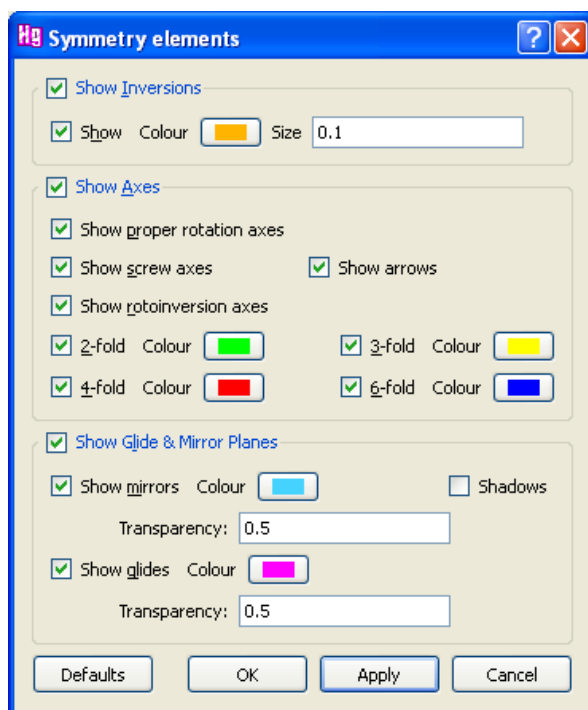 Hg Symmetry elements
Show Inversions
Show Colour Size 0.1
Show Axes
Show proper rotation axes
Show screw axes Show arrows
Show rotoinversion axes
2-fold Colour 3-fold Colour
4-fold Colour 6-fold Colour
Show Glide & Mirror Planes
Show mirrors Colour Shadows
Transparency: 0.5
Show glides Colour
Transparency: 0.5
Defaults OK Apply Cancel